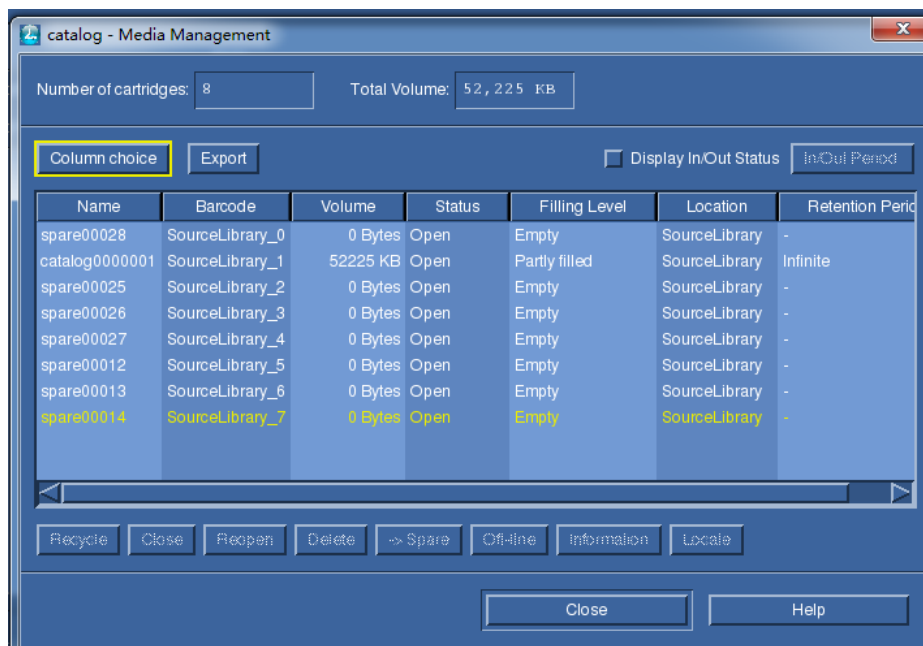 catalog - Media Management
Number of cartridges: 8 Total Volume: 52,225 KB
Column choice Export Display In/Out Status In/Out Period
Name Barcode Volume Status Filling Level Location Retention Peric
spare00028 SourceLibrary_0 0 Bytes Open Empty SourceLibrary -
catalog0000001 SourceLibrary_1 52225 KB Open Partly filled SourceLibrary Infinite
spare00025 SourceLibrary_2 0 Bytes Open Empty SourceLibrary -
spare00026 SourceLibrary_3 0 Bytes Open Empty SourceLibrary -
spare00027 SourceLibrary_4 0 Bytes Open Empty SourceLibrary -
spare00012 SourceLibrary_5 0 Bytes Open Empty SourceLibrary -
spare00013 SourceLibrary_6 0 Bytes Open Empty SourceLibrary -
spare00014 SourceLibrary_7 0 Bytes Open Empty SourceLibrary -
Recycle Close Reopen Delete -> Spare Off-line Information Locate
Close Help